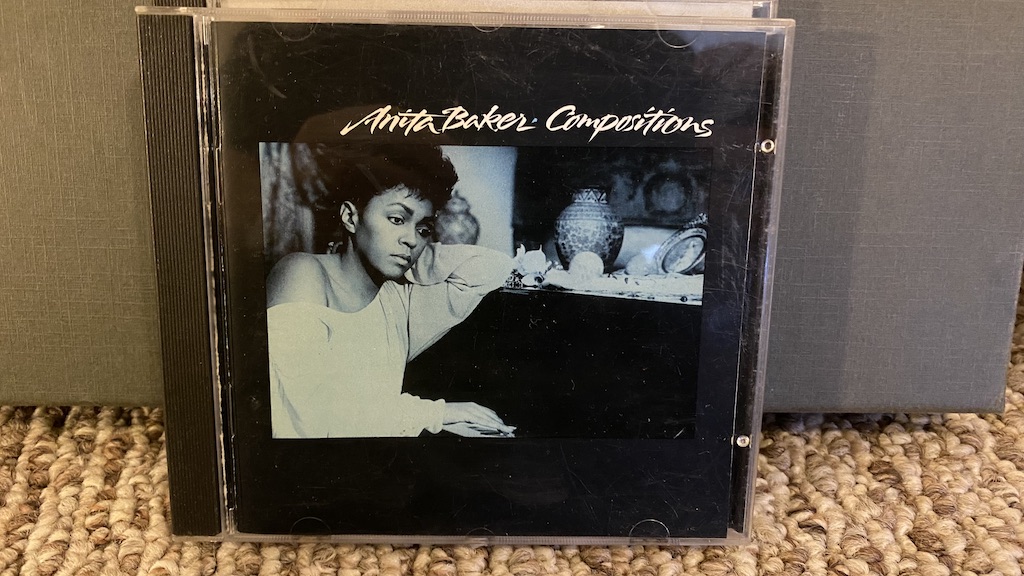 Anita Baker · Compositions